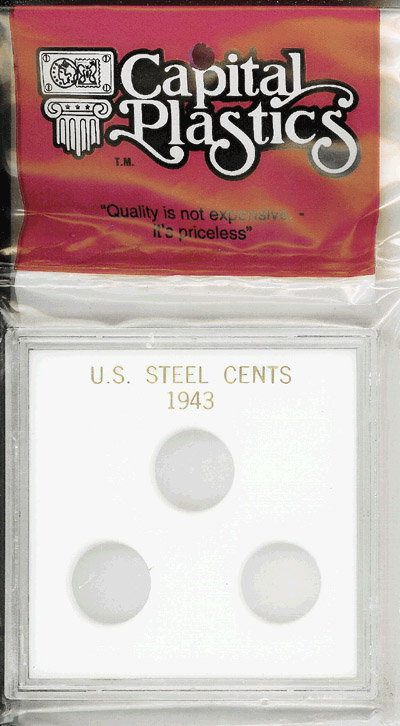 Capital
Plastics
T.M.
"Quality is not expensive -
it's priceless"
U.S. STEEL CENTS
1943